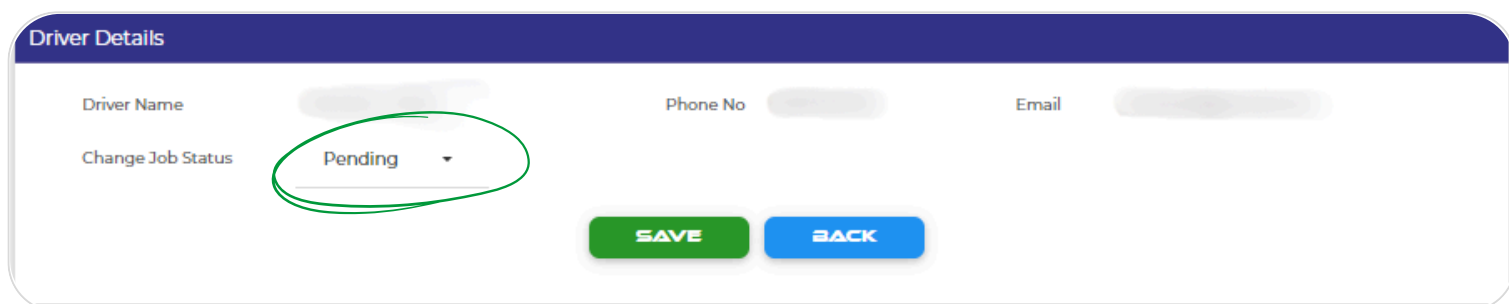 Driver Details
Driver Name Phone No Email
Change Job Status Pending
SAVE BACK